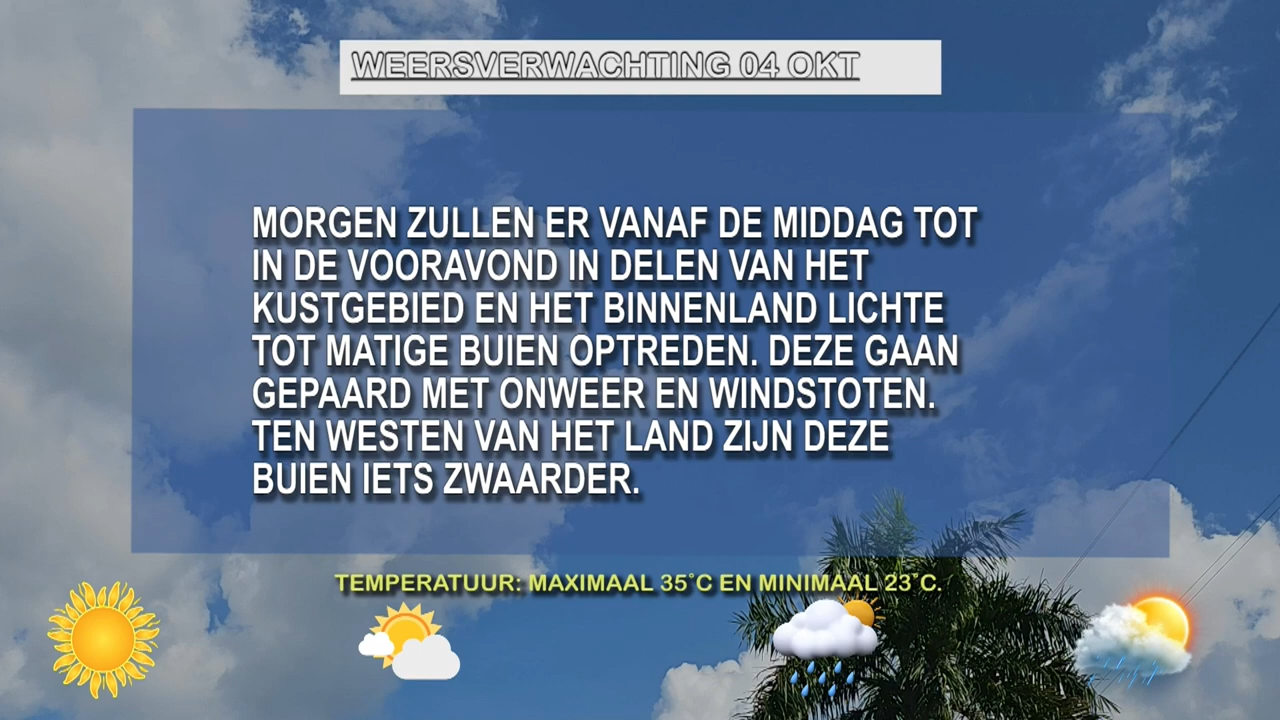 WEERSVERWACHTING 04 OKT
MORGEN ZULLEN ER VANAF DE MIDDAG TOT
IN DE VOORAVOND IN DELEN VAN HET
KUSTGEBIED EN HET BINNENLAND LICHTE
TOT MATIGE BUIEN OPTREDEN. DEZE GAAN
GEPAARD MET ONWEER EN WINDSTOTEN.
TEN WESTEN VAN HET LAND ZIJN DEZE
BUIEN IETS ZWAARDER.
TEMPERATUUR: MAXIMAAL 35°C EN MINIMAAL 23°C.